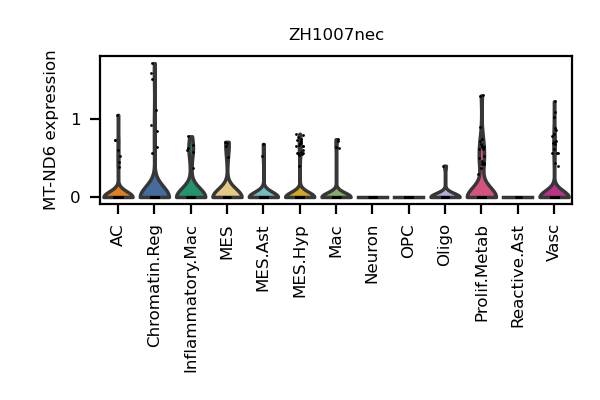 ZH1007nec
MT-ND6 expression
1
0
AC
Chromatin.Reg
Inflammatory.Mac
MES
MES.Ast
MES.Hyp
Mac
Neuron
OPC
Oligo
Prolif.Metab
Reactive.Ast
Vasc